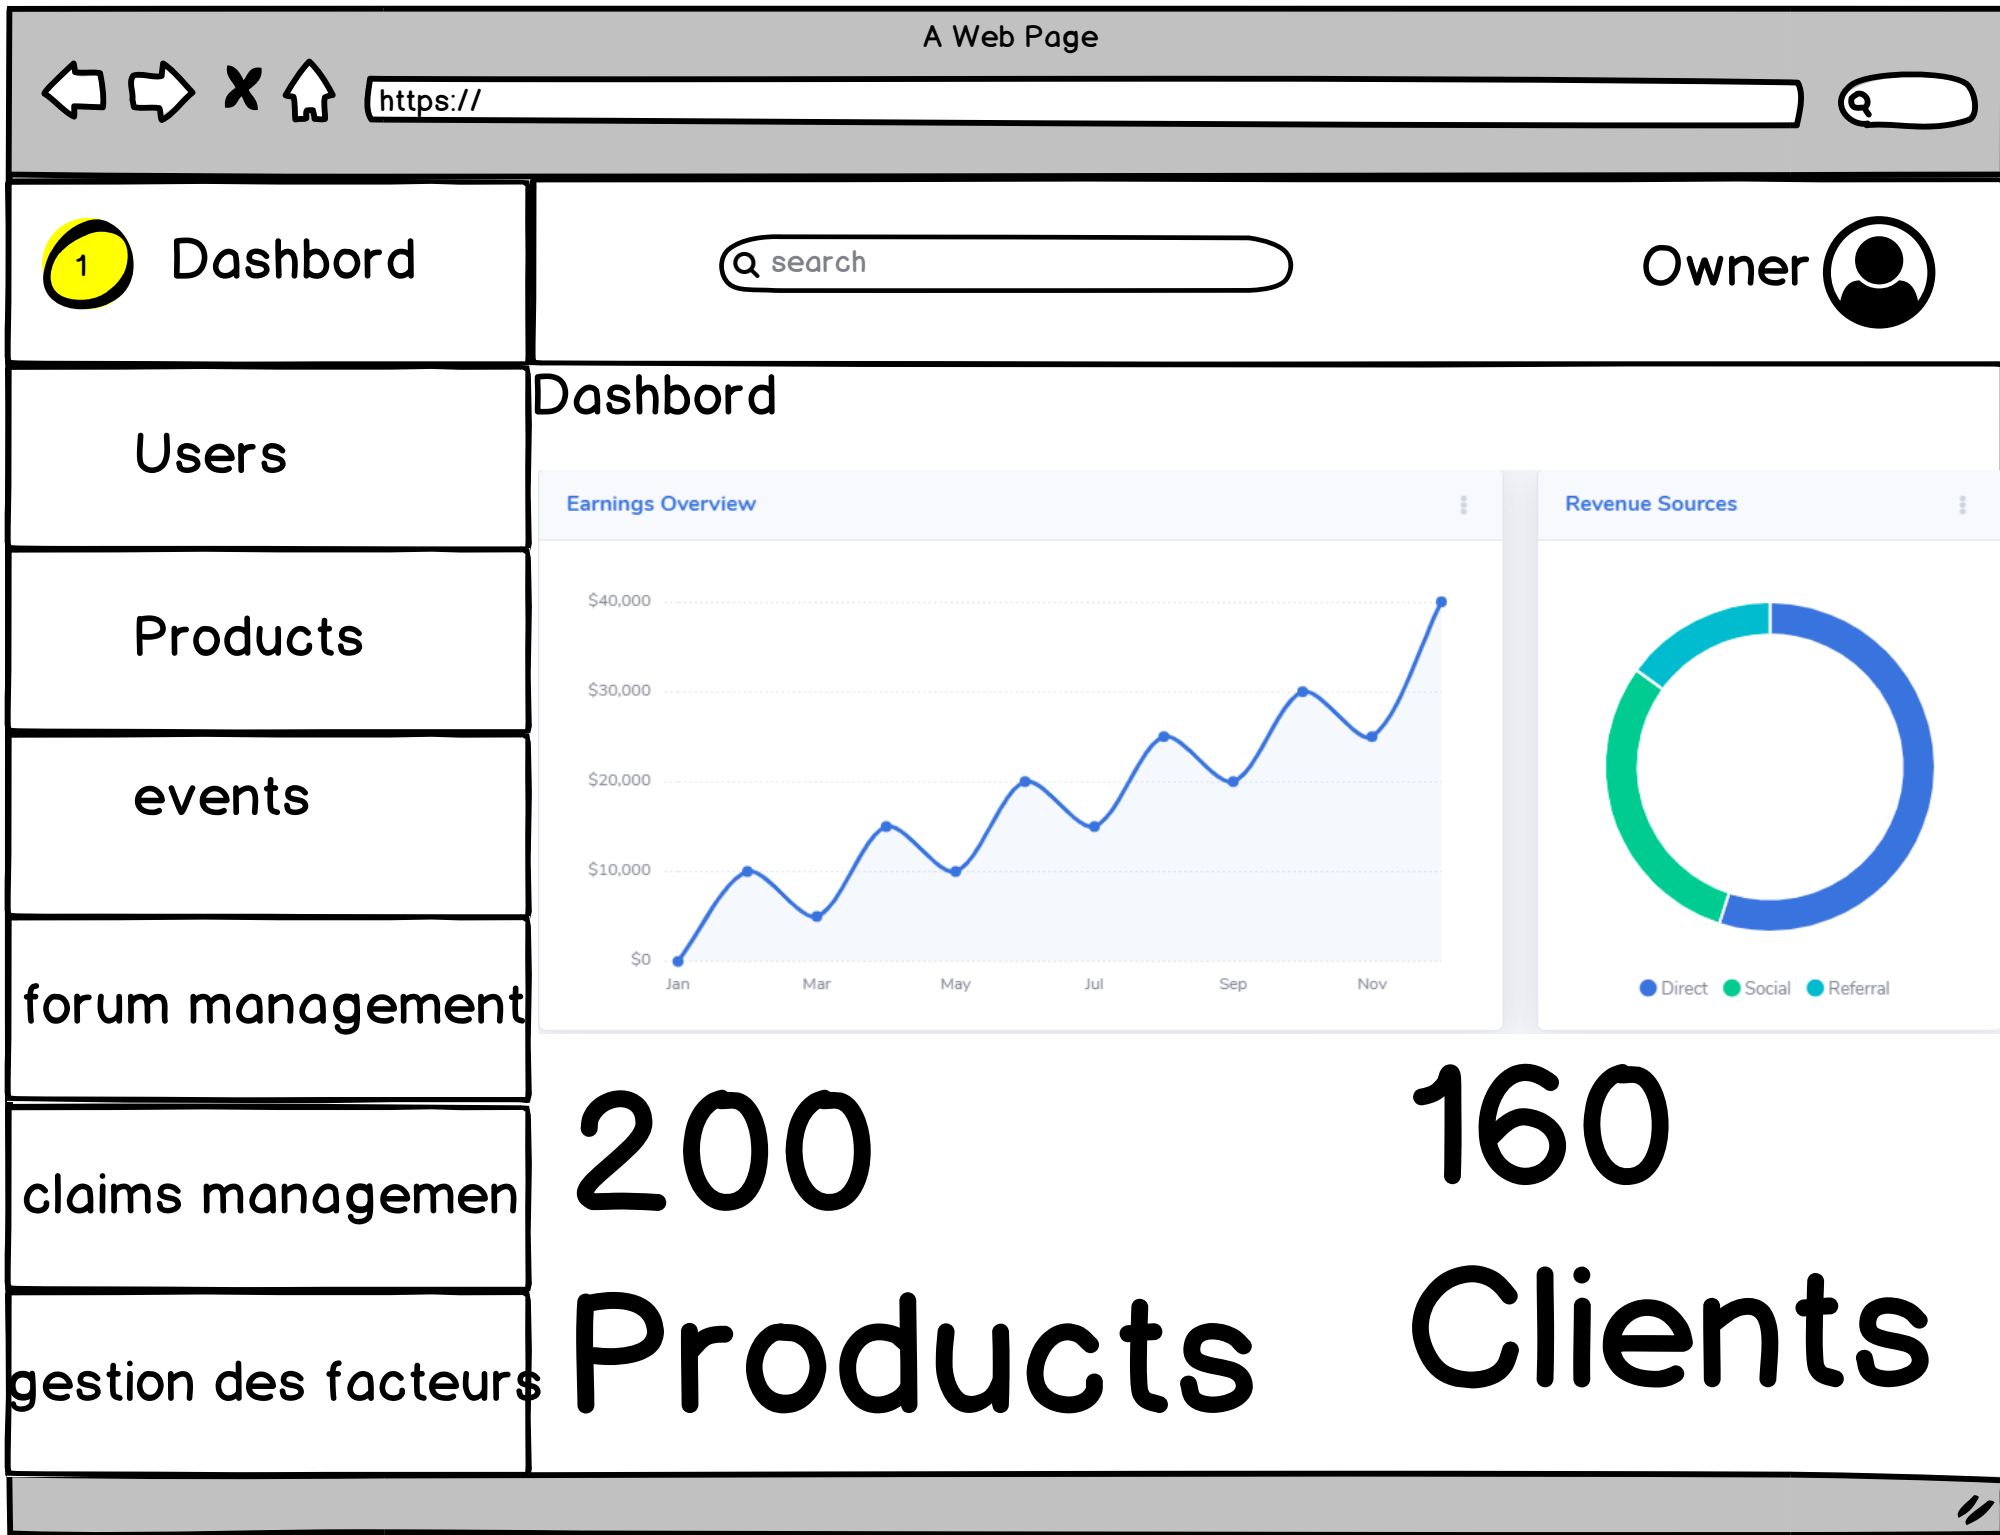 A Web Page
https://
1
Dashbord
search
Owner
Users
Products
events
forum management
claims managemen
gestion des facteurs
Dashbord
Earnings Overview
$40,000
$30,000
$20,000
$10,000
$0
Jan Mar May Jul Sep Nov
Revenue Sources
Direct Social Referral
200
Products
160
Clients